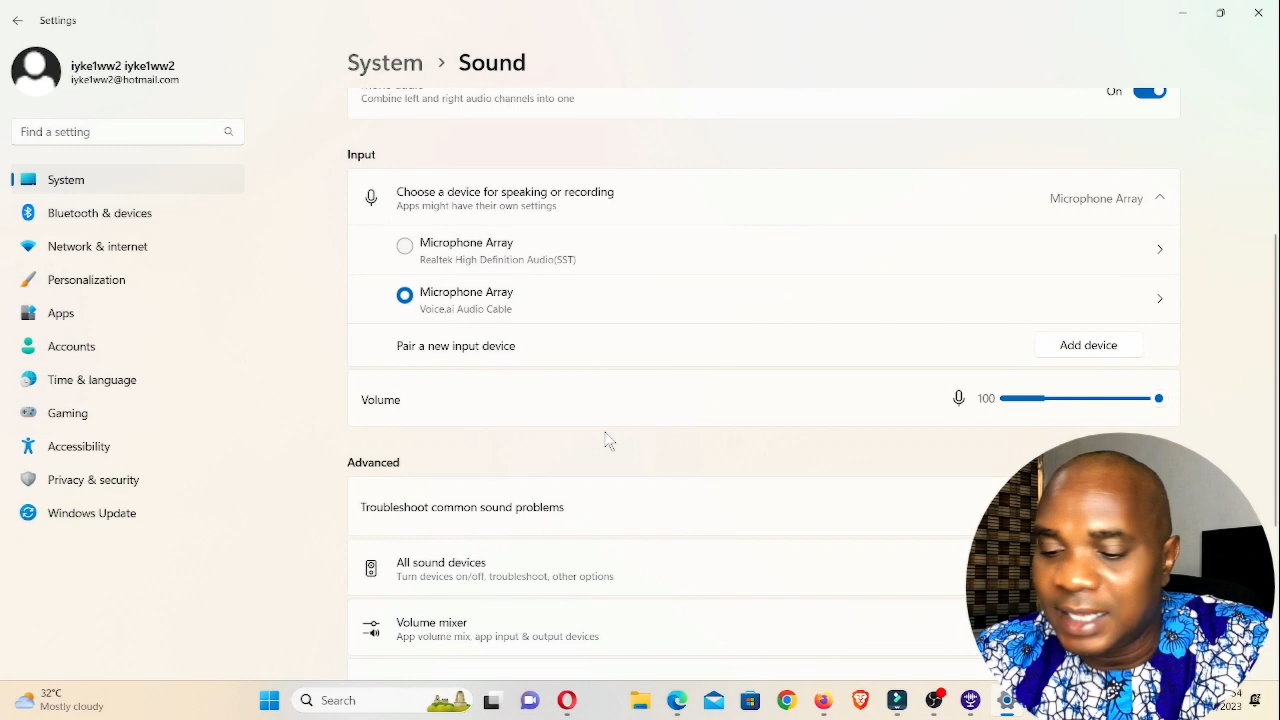 Settings
iyke1ww2 iyke1ww2
iyke1ww2@hotmail.com
Find a setting
System
Bluetooth & devices
Network & internet
Personalization
Apps
Accounts
Time & language
Gaming
Accessibility
Privacy & security
Windows Update
System > Sound
Mono audio
Combine left and right audio channels into one
On
Input
Choose a device for speaking or recording
Apps might have their own settings
Microphone Array
Microphone Array
Realtek High Definition Audio(SST)
Microphone Array
Voice.ai Audio Cable
Pair a new input device
Add device
Volume
100
Advanced
Troubleshoot common sound problems
All sound devices
Turn devices on/off, troubleshoot, other options
Volume mixer
App volume mix, app input & output devices
32°C
Mostly cloudy
Search
2023